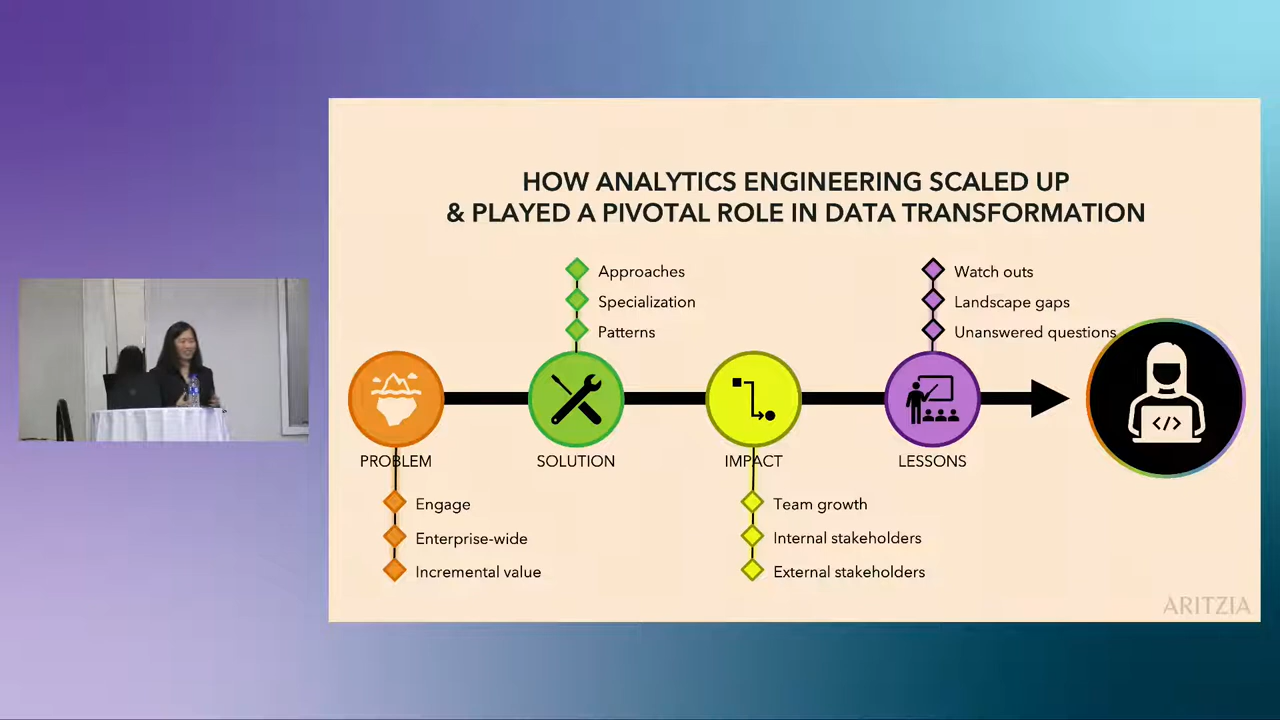 HOW ANALYTICS ENGINEERING SCALED UP
& PLAYED A PIVOTAL ROLE IN DATA TRANSFORMATION
Approaches
Specialization
Patterns
Watch outs
Landscape gaps
Unanswered questions
PROBLEM
SOLUTION
IMPACT
LESSONS
Engage
Enterprise-wide
Incremental value
Team growth
Internal stakeholders
External stakeholders
</>
ARITZIA